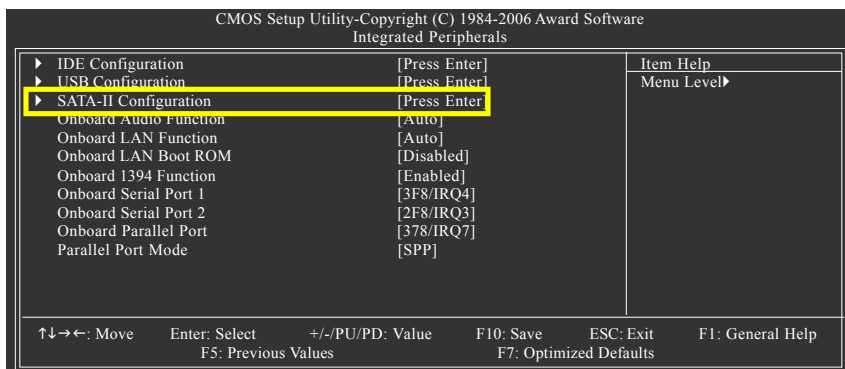 CMOS Setup Utility-Copyright (C) 1984-2006 Award Software
Integrated Peripherals
IDE Configuration [Press Enter] Item Help
USB Configuration [Press Enter] Menu Level
SATA-II Configuration [Press Enter]
Onboard Audio Function [Auto]
Onboard LAN Function [Auto]
Onboard LAN Boot ROM [Disabled]
Onboard 1394 Function [Enabled]
Onboard Serial Port 1 [3F8/IRQ4]
Onboard Serial Port 2 [2F8/IRQ3]
Onboard Parallel Port [378/IRQ7]
Parallel Port Mode [SPP]
↑↓→←: Move Enter: Select +/-/PU/PD: Value F10: Save ESC: Exit F1: General Help
F5: Previous Values F7: Optimized Defaults